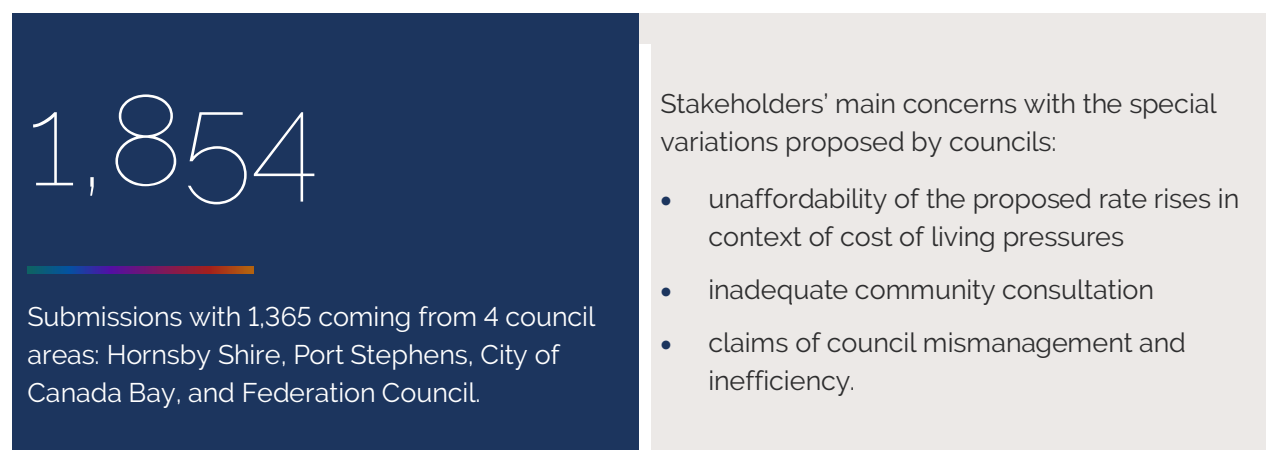 1,854
Submissions with 1,365 coming from 4 council
areas: Hornsby Shire, Port Stephens, City of
Canada Bay, and Federation Council.
Stakeholders’ main concerns with the special
variations proposed by councils:
• unaffordability of the proposed rate rises in
context of cost of living pressures
• inadequate community consultation
• claims of council mismanagement and
inefficiency.